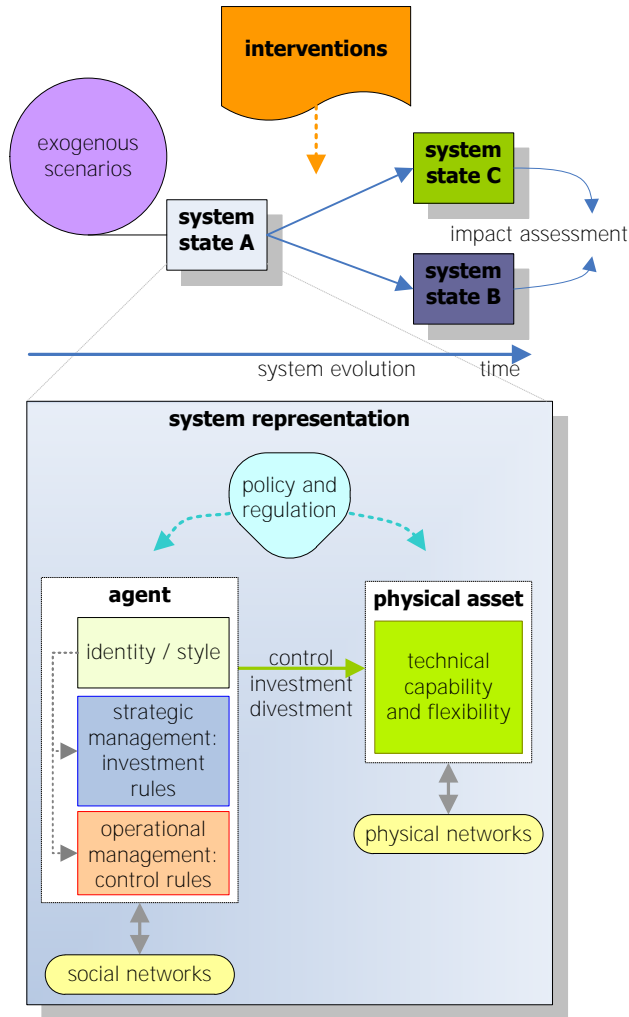 interventions
exogenous
scenarios
system
state A
system
state C
impact assessment
system
state B
system evolution
time
system representation
policy and
regulation
agent
identity / style
strategic
management:
investment
rules
operational
management:
control rules
control
investment
divestment
physical asset
technical
capability
and flexibility
physical networks
social networks